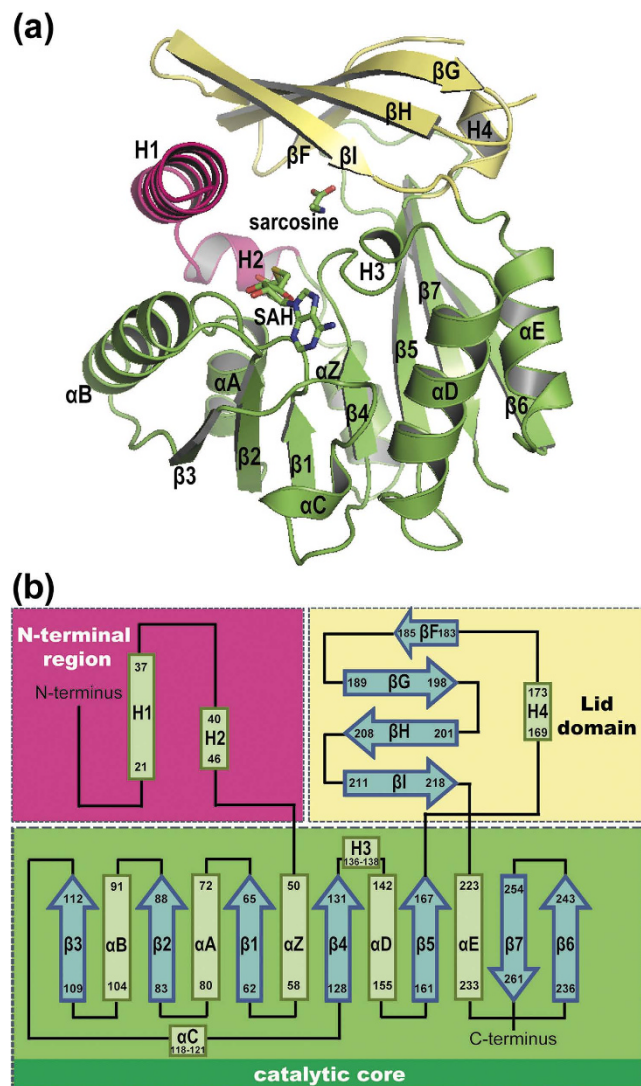 (a)
βG
βH
H4
H1
βF
βI
sarcosine
H2
H3
SAH
β7
αE
αB
αA
αZ
β5
αD
β4
β6
β3
β2
β1
αC
(b)
N-terminal
region
N-terminus
37
H1
21
40
H2
46
185 βF 183
189 βG 198
208 βH 201
211 βI 218
173
H4
169
Lid
domain
H3
136-138
112
β3
109
91
αB
104
88
β2
83
72
αA
80
65
β1
62
50
αZ
58
131
β4
128
142
αD
155
167
β5
161
223
αE
233
254
β7
261
243
β6
236
αC
118-121
C-terminus
catalytic core